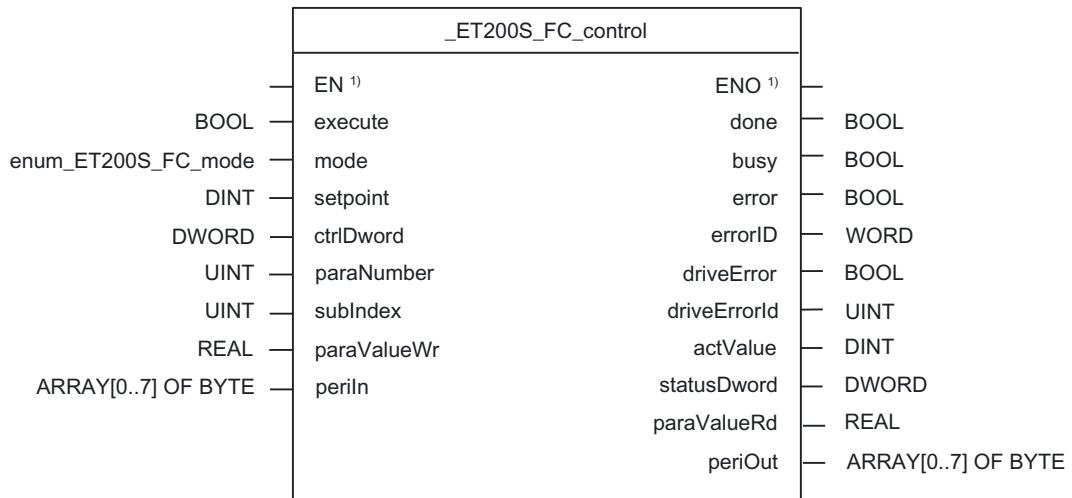 _ET200S_FC_control
EN 1) ENO 1)
BOOL execute done BOOL
enum_ET200S_FC_mode mode busy BOOL
DINT setpoint error BOOL
DWORD ctrlDword errorID WORD
UINT paraNumber driveError BOOL
UINT subIndex driveErrorId UINT
REAL paraValueWr actValue DINT
ARRAY[0..7] OF BYTE periIn statusDword DWORD
paraValueRd REAL
periOut ARRAY[0..7] OF BYTE